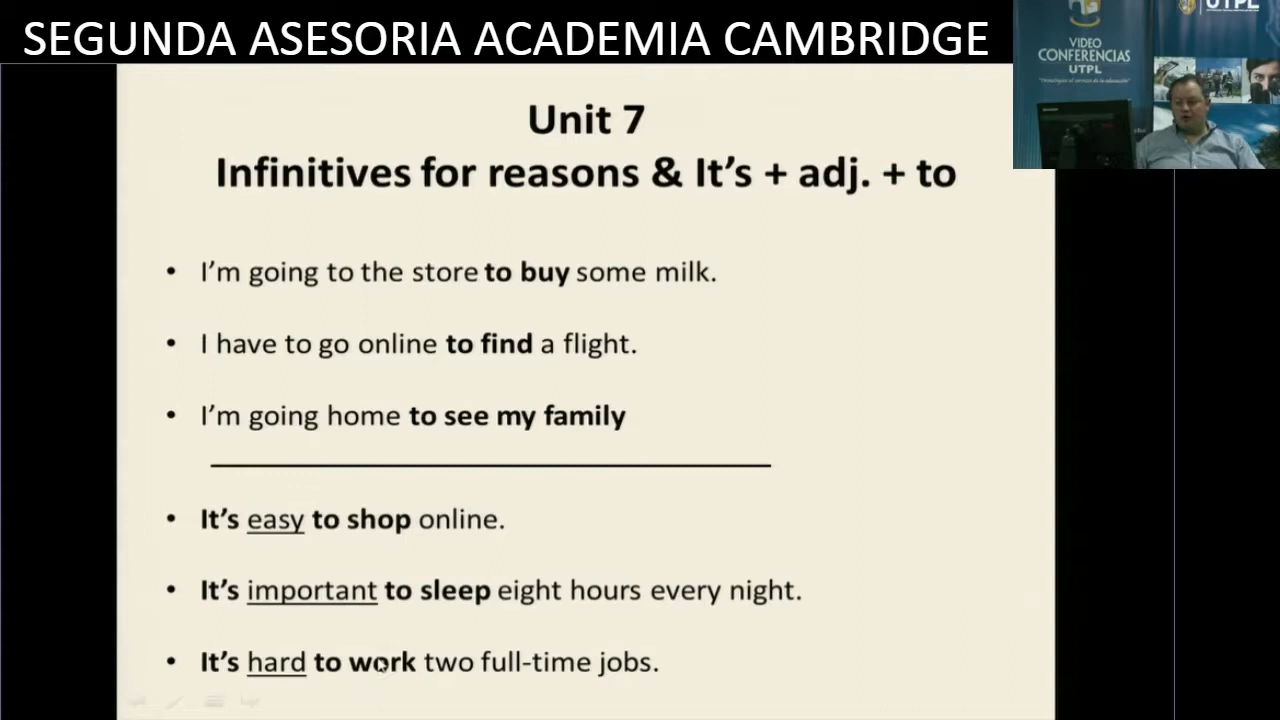 SEGUNDA ASESORIA ACADEMIA CAMBRIDGE
UTPL
VIDEO
CONFERENCIAS
UTPL
Unit 7
Infinitives for reasons & It’s + adj. + to
• I’m going to the store to buy some milk.
• I have to go online to find a flight.
• I’m going home to see my family
• It’s easy to shop online.
• It’s important to sleep eight hours every night.
• It’s hard to work two full-time jobs.